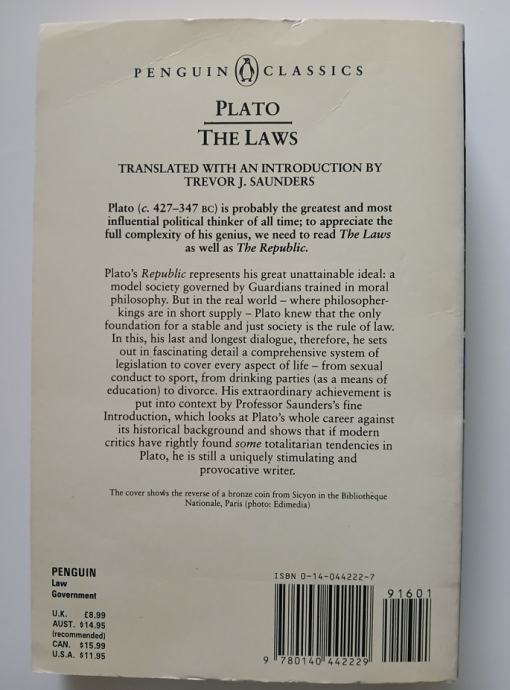 PENGUIN CLASSICS
PLATO
THE LAWS
TRANSLATED WITH AN INTRODUCTION BY
TREVOR J. SAUNDERS
Plato (c. 427–347 BC) is probably the greatest and most
influential political thinker of all time; to appreciate the
full complexity of his genius, we need to read The Laws
as well as The Republic.
Plato's Republic represents his great unattainable ideal: a
model society governed by Guardians trained in moral
philosophy. But in the real world – where philosopher-
kings are in short supply – Plato knew that the only
foundation for a stable and just society is the rule of law.
In this, his last and longest dialogue, therefore, he sets
out in fascinating detail a comprehensive system of
legislation to cover every aspect of life – from sexual
conduct to sport, from drinking parties (as a means of
education) to divorce. His extraordinary achievement is
put into context by Professor Saunders's fine
Introduction, which looks at Plato's whole career against
its historical background and shows that if modern
critics have rightly found some totalitarian tendencies in
Plato, he is still a uniquely stimulating and
provocative writer.
The cover shows the reverse of a bronze coin from Sicyon in the Bibliothèque
Nationale, Paris (photo: Edimedia)
PENGUIN
Law
Government
U.K. £8.99
AUST. $14.95
(recommended)
CAN. $15.99
U.S.A. $11.95
ISBN 0-14-044222-7
91601
9 780140 442229